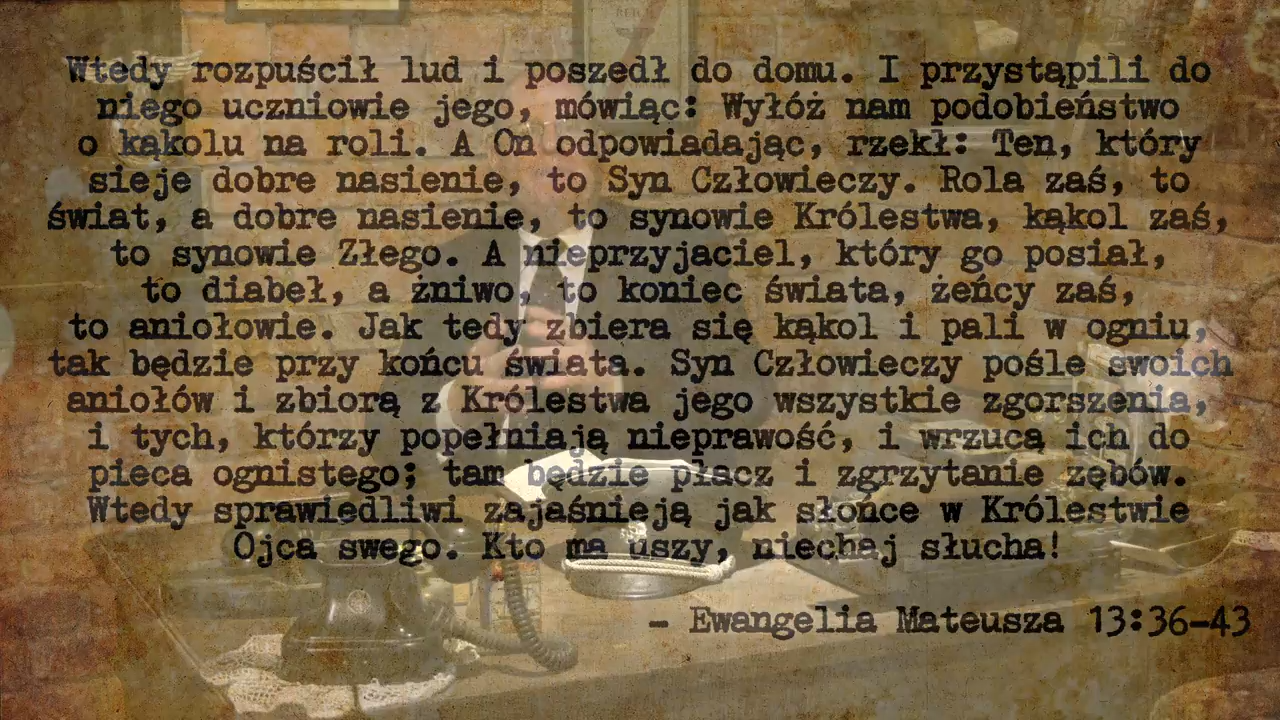 Wtedy rozpuścił lud i poszedł do domu. I przystąpili do
niego uczniowie jego, mówiąc: Wyłóż nam podobieństwo
o kąkolu na roli. A On odpowiadając, rzekł: Ten, który
sieje dobre nasienie, to Syn Człowieczy. Rola zaś, to
świat, a dobre nasienie, to synowie Królestwa, kąkol zaś,
to synowie Złego. A nieprzyjaciel, który go posiał,
to diabeł, a żniwo, to koniec świata, żeńcy zaś,
to aniołowie. Jak tedy zbiera się kąkol i pali w ogniu,
tak będzie przy końcu świata. Syn Człowieczy pośle swoich
aniołów i zbiorą z Królestwa jego wszystkie zgorszenia,
i tych, którzy popełniają nieprawość, i wrzucą ich do
pieca ognistego; tam będzie płacz i zgrzytanie zębów.
Wtedy sprawiedliwi zajaśnieją jak słońce w Królestwie
Ojca swego. Kto ma uszy, niechaj słucha!
- Ewangelia Mateusza 13:36-43